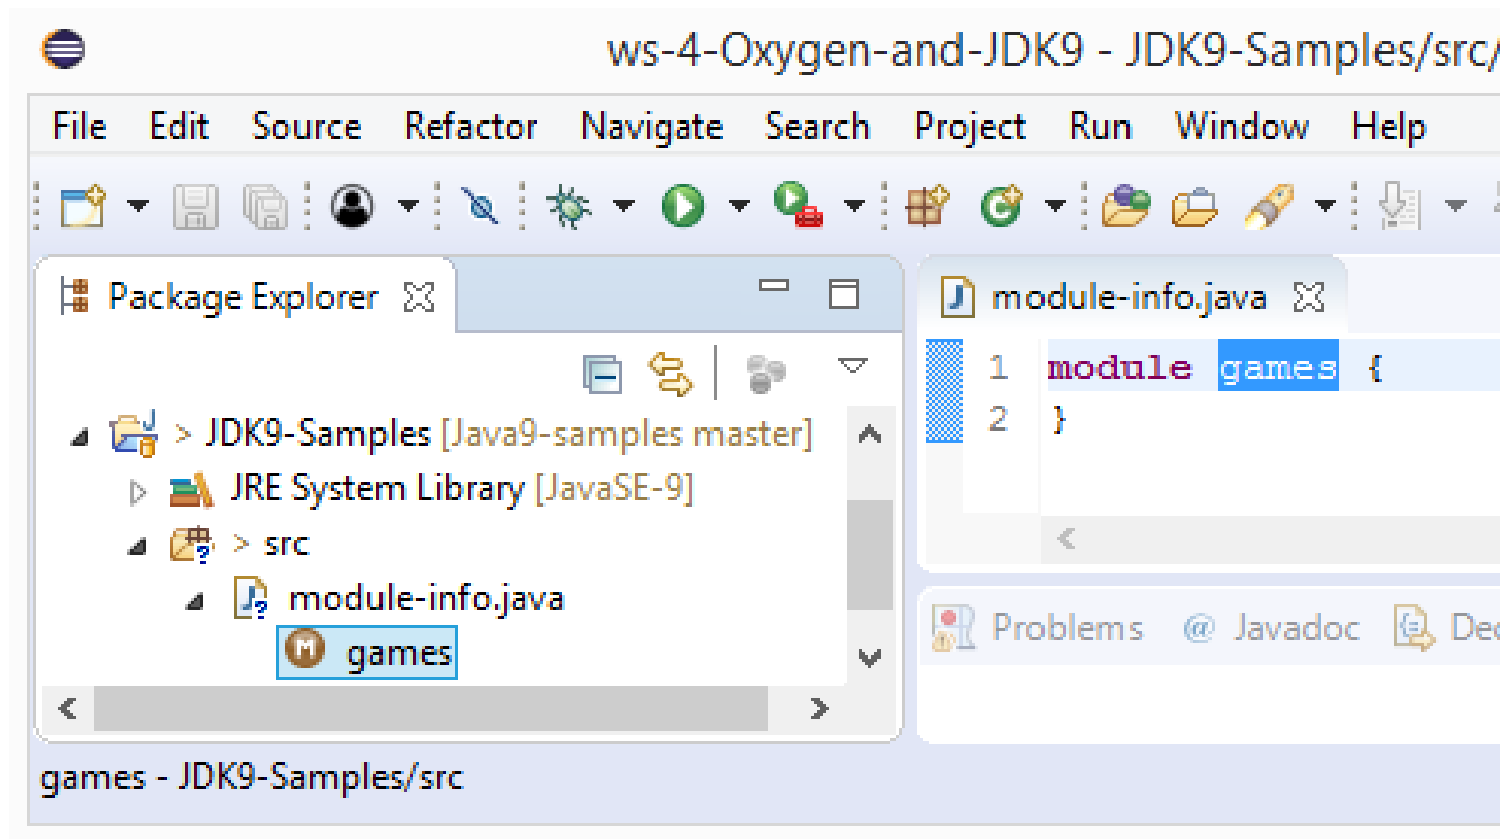 ws-4-Oxygen-and-JDK9 - JDK9-Samples/src/
File Edit Source Refactor Navigate Search Project Run Window Help
Package Explorer
module-info.java
1 module games {
2 }
> JDK9-Samples [Java9-samples master]
JRE System Library [JavaSE-9]
> src
module-info.java
games
Problems @ Javadoc Dec
games - JDK9-Samples/src